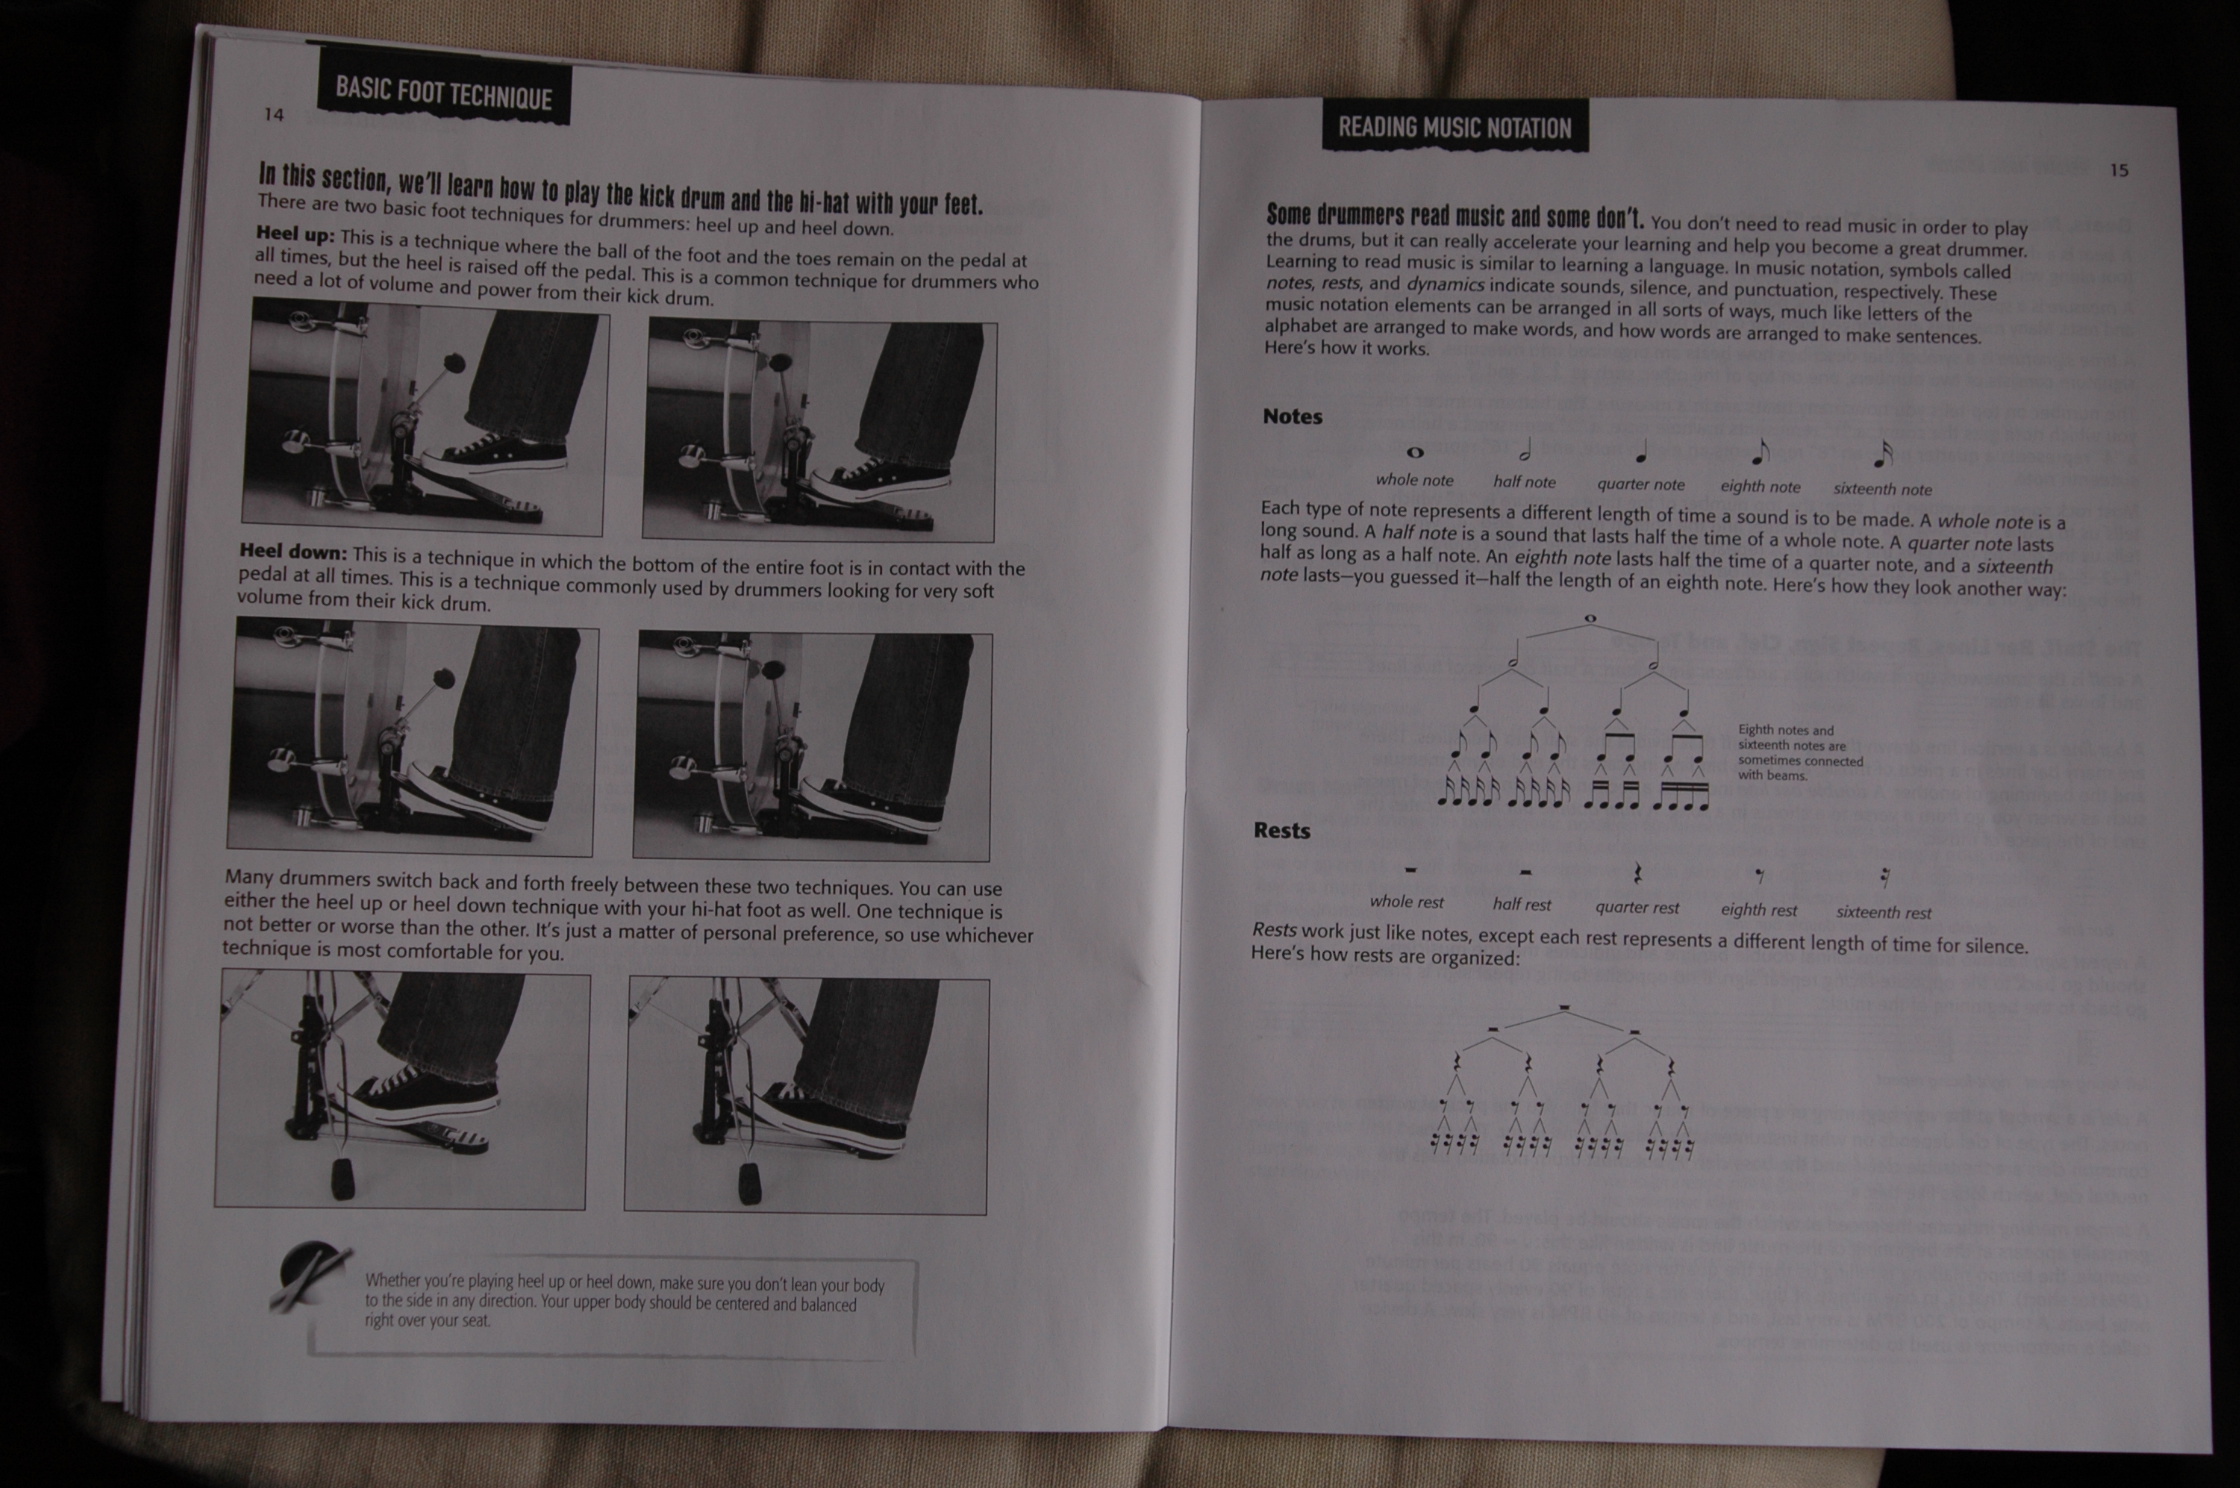 BASIC FOOT TECHNIQUE
14
In this section, we'll learn how to play the kick drum and the hi-hat with your feet.
There are two basic foot techniques for drummers: heel up and heel down.
Heel up: This is a technique where the ball of the foot and the toes remain on the pedal at
all times, but the heel is raised off the pedal. This is a common technique for drummers who
need a lot of volume and power from their kick drum.
Heel down: This is a technique in which the bottom of the entire foot is in contact with the
pedal at all times. This is a technique commonly used by drummers looking for very soft
volume from their kick drum.
Many drummers switch back and forth freely between these two techniques. You can use
either the heel up or heel down technique with your hi-hat foot as well. One technique is
not better or worse than the other. It's just a matter of personal preference, so use whichever
technique is most comfortable for you.
Whether you're playing heel up or heel down, make sure you don't lean your body
to the side in any direction. Your upper body should be centered and balanced
right over your seat.
READING MUSIC NOTATION
15
Some drummers read music and some don't. You don't need to read music in order to play
the drums, but it can really accelerate your learning and help you become a great drummer.
Learning to read music is similar to learning a language. In music notation, symbols called
notes, rests, and dynamics indicate sounds, silence, and punctuation, respectively. These
music notation elements can be arranged in all sorts of ways, much like letters of the
alphabet are arranged to make words, and how words are arranged to make sentences.
Here's how it works.
Notes
whole note half note quarter note eighth note sixteenth note
Each type of note represents a different length of time a sound is to be made. A whole note is a
long sound. A half note is a sound that lasts half the time of a whole note. A quarter note lasts
half as long as a half note. An eighth note lasts half the time of a quarter note, and a sixteenth
note lasts—you guessed it—half the length of an eighth note. Here's how they look another way:
Eighth notes and
sixteenth notes are
sometimes connected
with beams.
Rests
whole rest half rest quarter rest eighth rest sixteenth rest
Rests work just like notes, except each rest represents a different length of time for silence.
Here's how rests are organized: